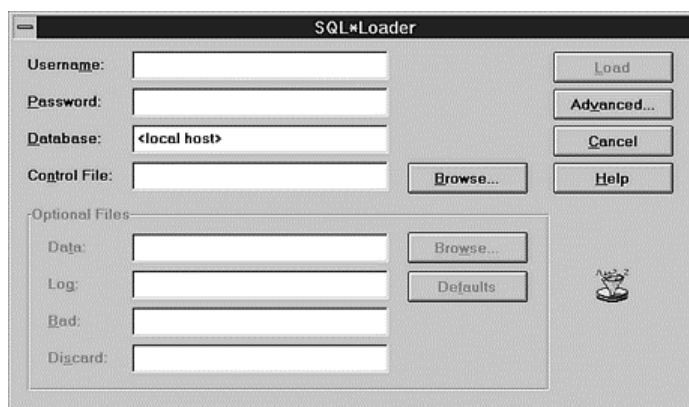 SQL*Loader
Username:
Load
Password:
Advanced...
Database: <local host>
Cancel
Control File:
Browse...
Help
Optional Files
Data:
Browse...
Log:
Defaults
Bad:
Discard: